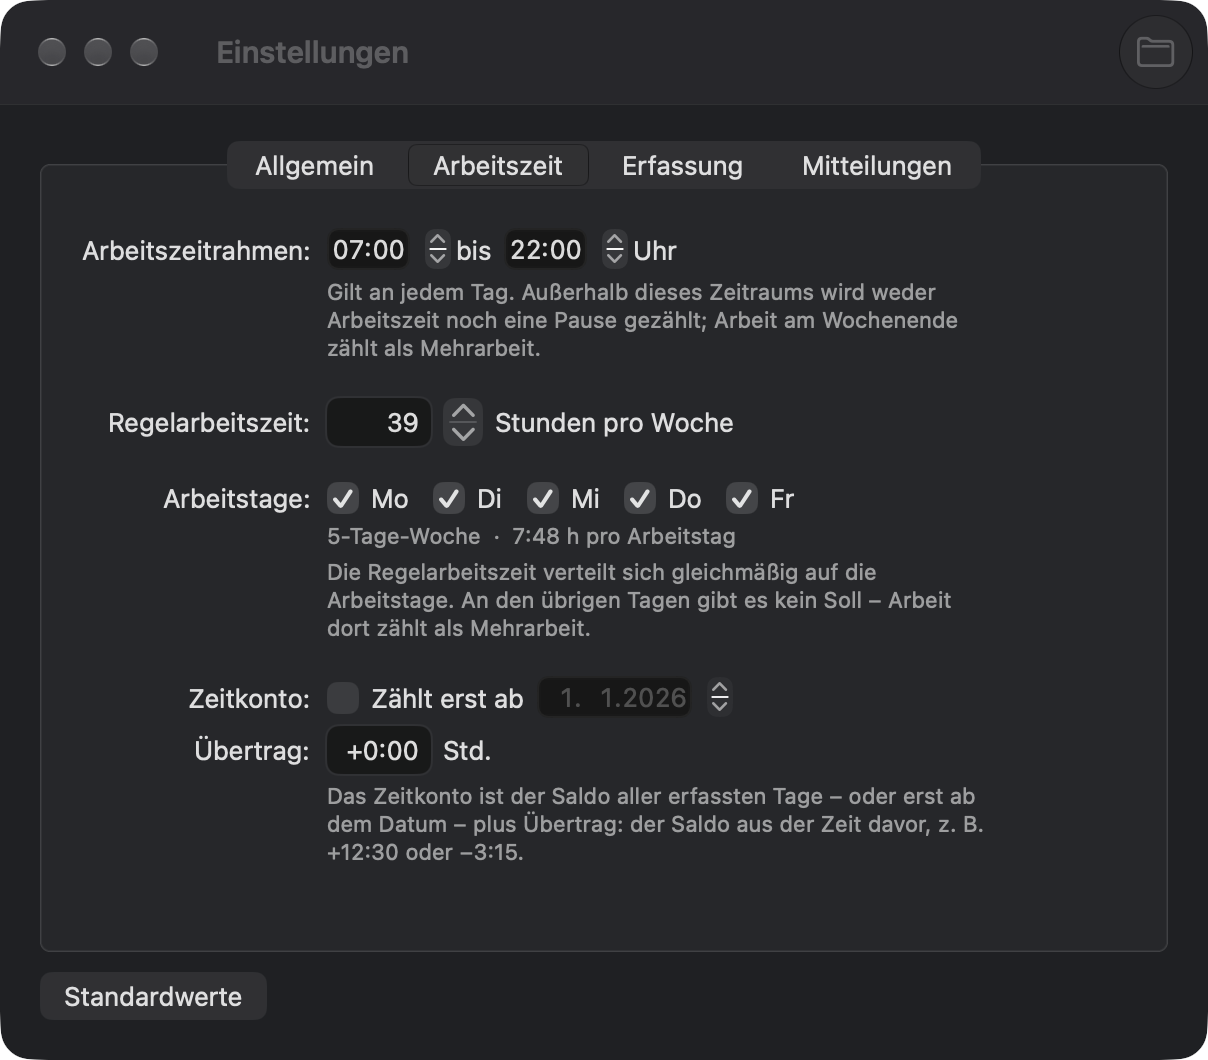 Einstellungen
Allgemein Arbeitszeit Erfassung Mitteilungen
Arbeitszeitrahmen: 07:00 bis 22:00 Uhr
Gilt an jedem Tag. Außerhalb dieses Zeitraums wird weder
Arbeitszeit noch eine Pause gezählt; Arbeit am Wochenende
zählt als Mehrarbeit.
Regelarbeitszeit: 39 Stunden pro Woche
Arbeitstage: Mo Di Mi Do Fr
5-Tage-Woche · 7:48 h pro Arbeitstag
Die Regelarbeitszeit verteilt sich gleichmäßig auf die
Arbeitstage. An den übrigen Tagen gibt es kein Soll – Arbeit
dort zählt als Mehrarbeit.
Zeitkonto: Zählt erst ab 1. 1.2026
Übertrag: +0:00 Std.
Das Zeitkonto ist der Saldo aller erfassten Tage – oder erst ab
dem Datum – plus Übertrag: der Saldo aus der Zeit davor, z. B.
+12:30 oder −3:15.
Standardwerte